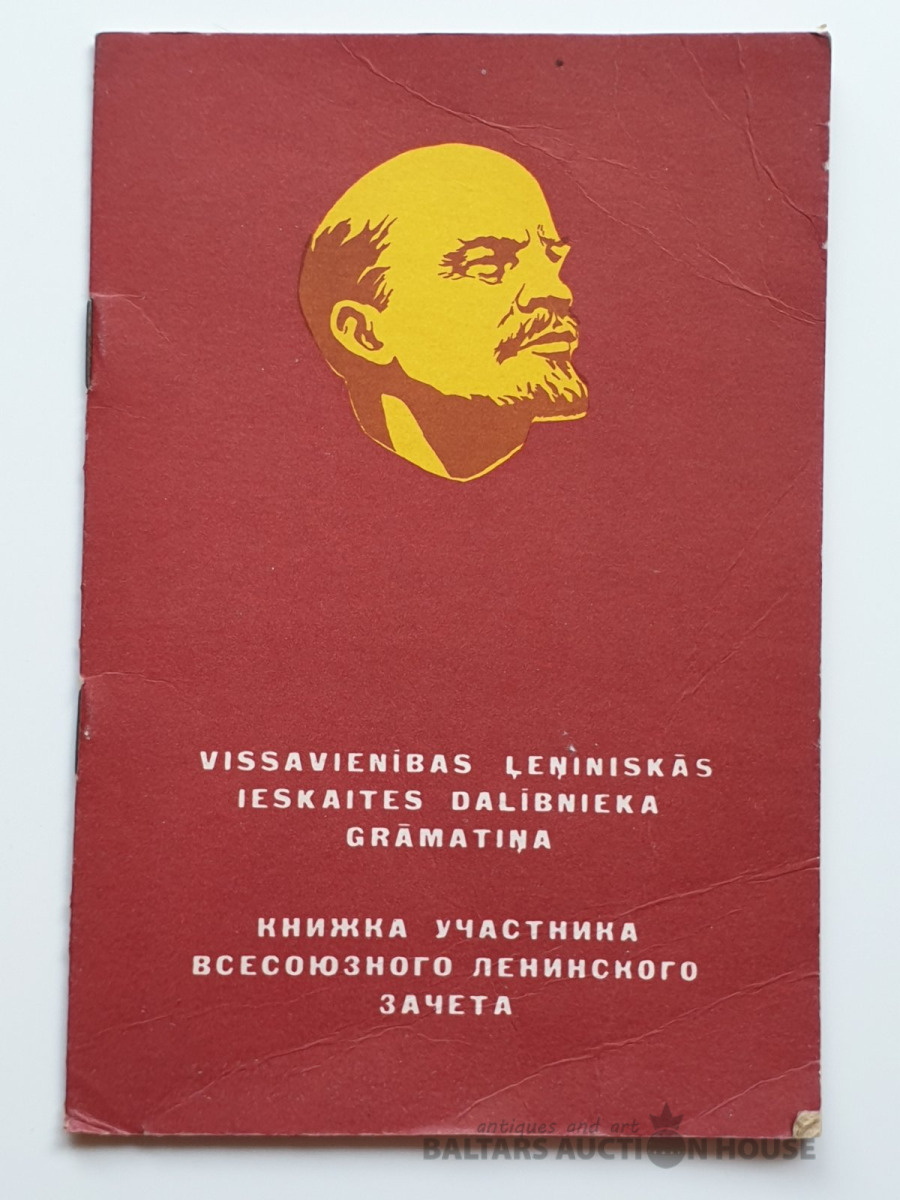 VISSAVIENĪBAS ĻEŅINISKĀS
IESKAITES DALĪBNIEKA
GRĀMATIŅA
КНИЖКА УЧАСТНИКА
ВСЕСОЮЗНОГО ЛЕНИНСКОГО
ЗАЧЕТА
antiques and art
BALTARS AUCTION HOUSE